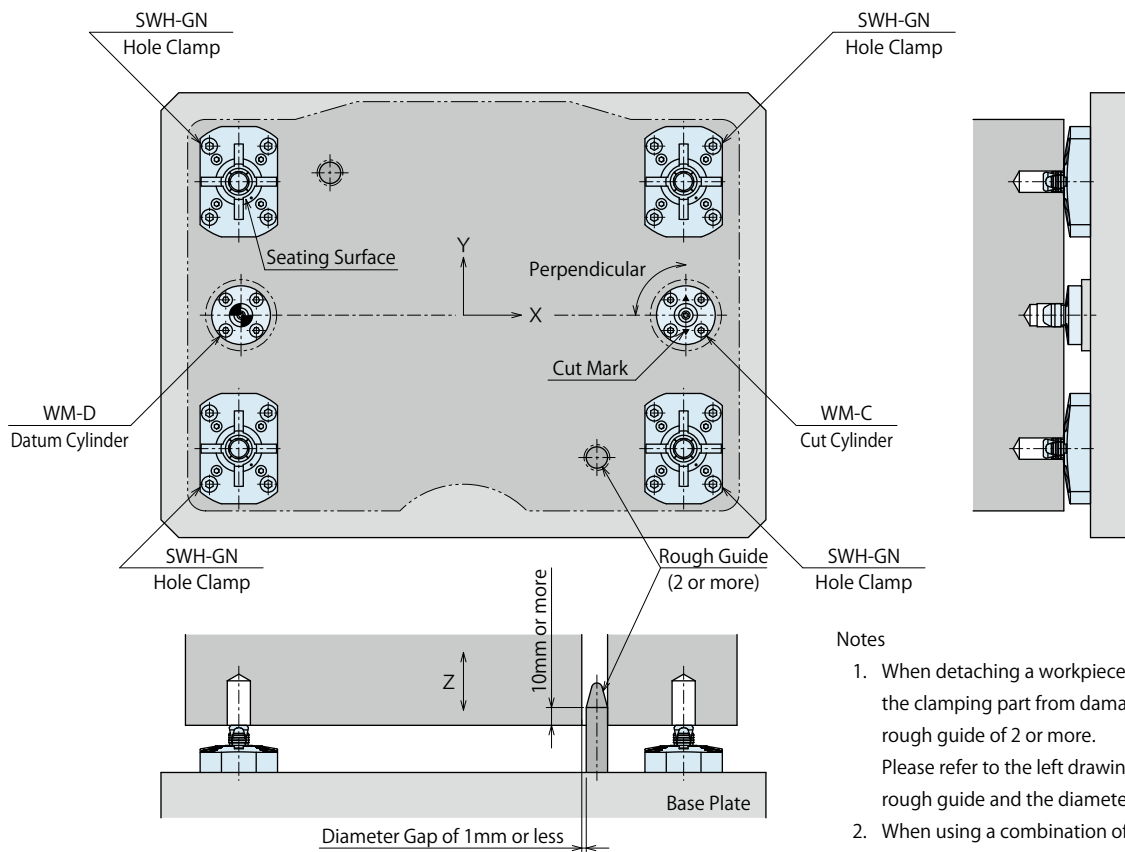 SWH-GN
Hole Clamp
SWH-GN
Hole Clamp
Seating Surface
Y
X
Perpendicular
Cut Mark
WM-D
Datum Cylinder
WM-C
Cut Cylinder
SWH-GN
Hole Clamp
Rough Guide
(2 or more)
SWH-GN
Hole Clamp
10mm or more
Z
Base Plate
Diameter Gap of 1mm or less
Notes
1. When detaching a workpiece
the clamping part from dama
rough guide of 2 or more.
Please refer to the left drawin
rough guide and the diamete
2. When using a combination of